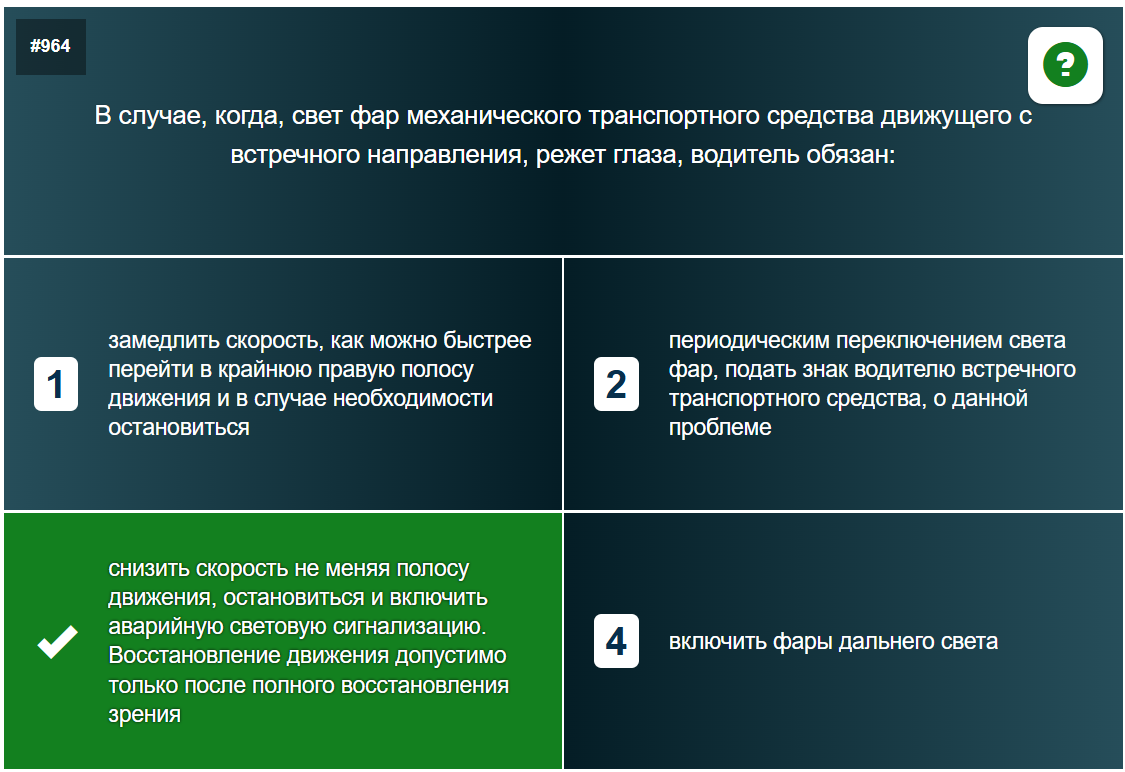 #964
?
В случае, когда, свет фар механического транспортного средства движущего с
встречного направления, режет глаза, водитель обязан:
1
замедлить скорость, как можно быстрее
перейти в крайнюю правую полосу
движения и в случае необходимости
остановиться
2
периодическим переключением света
фар, подать знак водителю встречного
транспортного средства, о данной
проблеме
снизить скорость не меняя полосу
движения, остановиться и включить
аварийную световую сигнализацию.
Восстановление движения допустимо
только после полного восстановления
зрения
4
включить фары дальнего света